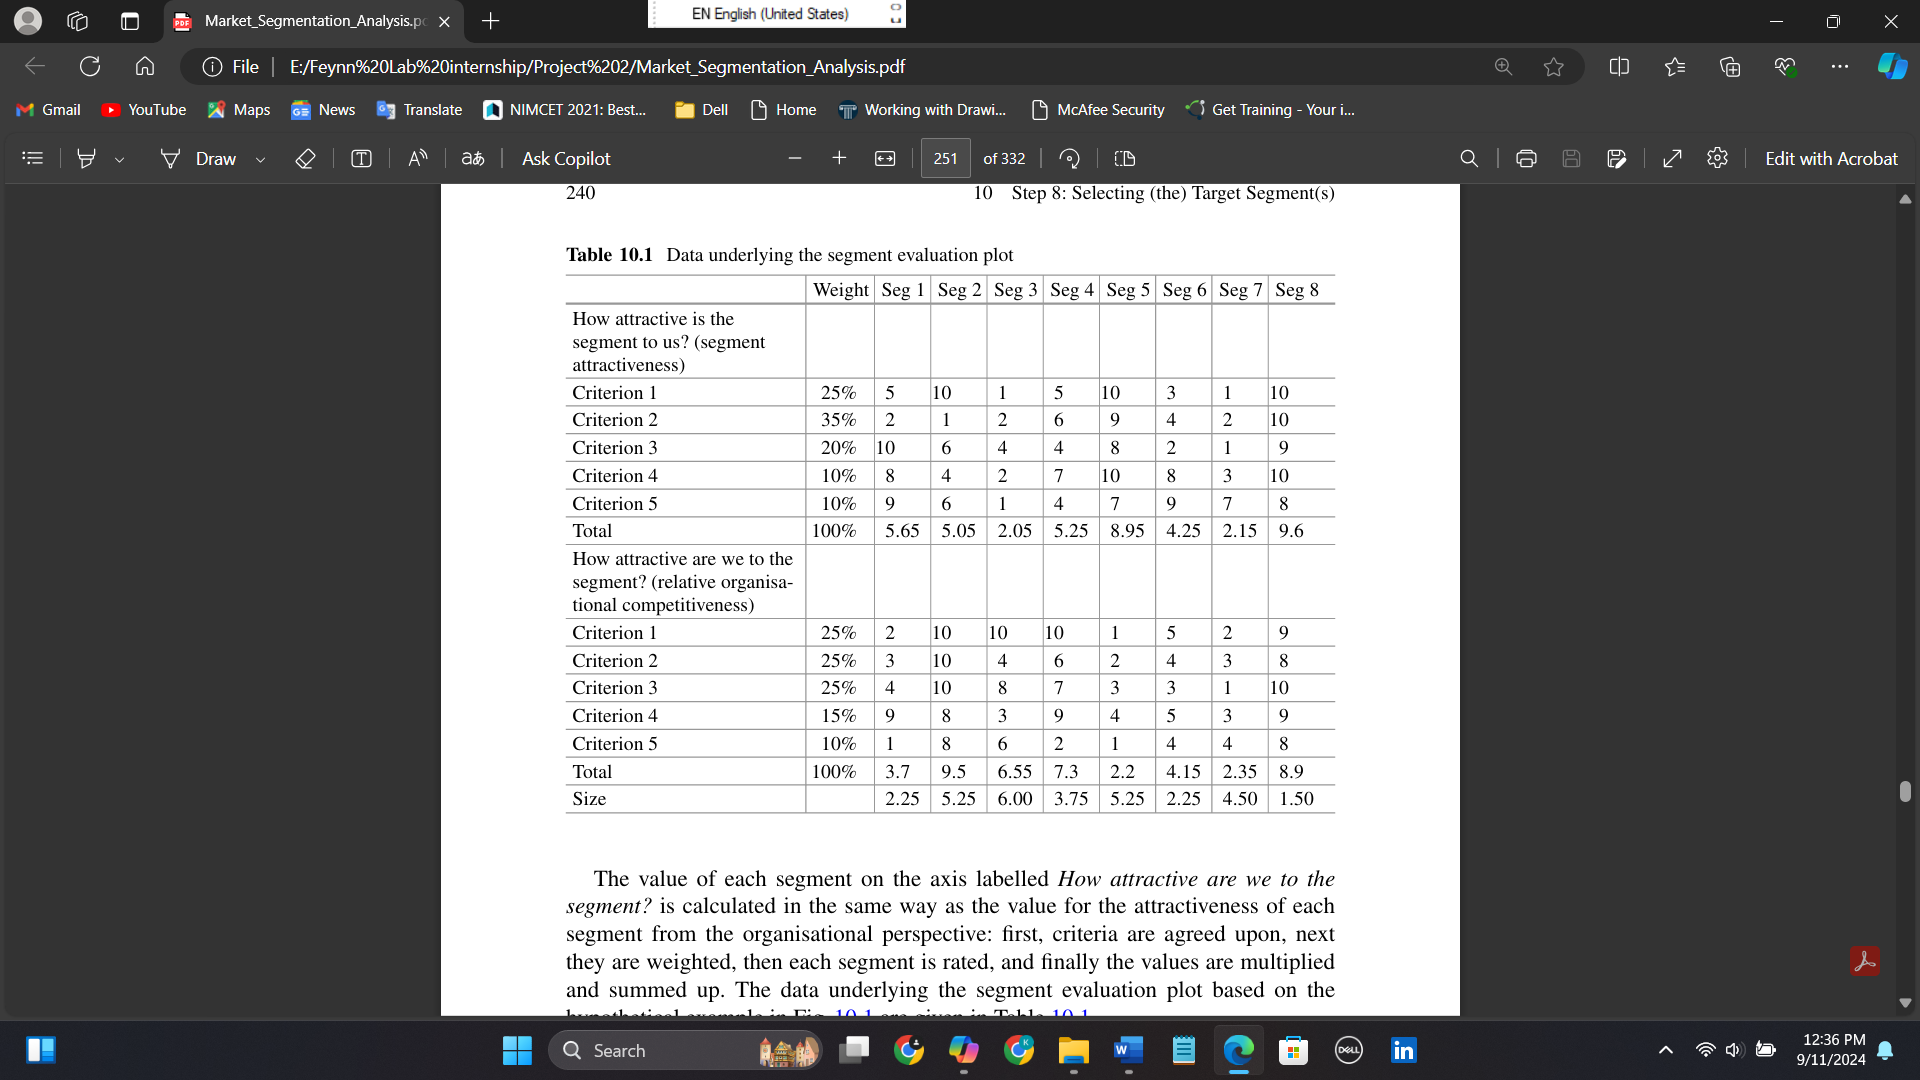 Market_Segmentation_Analysis.p
EN English (United States)
File
E:/Feynn%20Lab%20internship/Project%202/Market_Segmentation_Analysis.pdf
Gmail YouTube Maps News Translate NIMCET 2021: Best... Dell Home Working with Drawi... McAfee Security Get Training - Your i...
Draw aあ Ask Copilot 251 of 332 Edit with Acrobat
240 10 Step 8: Selecting (the) Target Segment(s)
Table 10.1 Data underlying the segment evaluation plot
Weight Seg 1 Seg 2 Seg 3 Seg 4 Seg 5 Seg 6 Seg 7 Seg 8
How attractive is the
segment to us? (segment
attractiveness)
Criterion 1 25% 5 10 1 5 10 3 1 10
Criterion 2 35% 2 1 2 6 9 4 2 10
Criterion 3 20% 10 6 4 4 8 2 1 9
Criterion 4 10% 8 4 2 7 10 8 3 10
Criterion 5 10% 9 6 1 4 7 9 7 8
Total 100% 5.65 5.05 2.05 5.25 8.95 4.25 2.15 9.6
How attractive are we to the
segment? (relative organisa-
tional competitiveness)
Criterion 1 25% 2 10 10 10 1 5 2 9
Criterion 2 25% 3 10 4 6 2 4 3 8
Criterion 3 25% 4 10 8 7 3 3 1 10
Criterion 4 15% 9 8 3 9 4 5 3 9
Criterion 5 10% 1 8 6 2 1 4 4 8
Total 100% 3.7 9.5 6.55 7.3 2.2 4.15 2.35 8.9
Size 2.25 5.25 6.00 3.75 5.25 2.25 4.50 1.50
The value of each segment on the axis labelled How attractive are we to the
segment? is calculated in the same way as the value for the attractiveness of each
segment from the organisational perspective: first, criteria are agreed upon, next
they are weighted, then each segment is rated, and finally the values are multiplied
and summed up. The data underlying the segment evaluation plot based on the
hypothetical example in Fig. 10.1 are given in Table 10.1.
Search
12:36 PM
9/11/2024